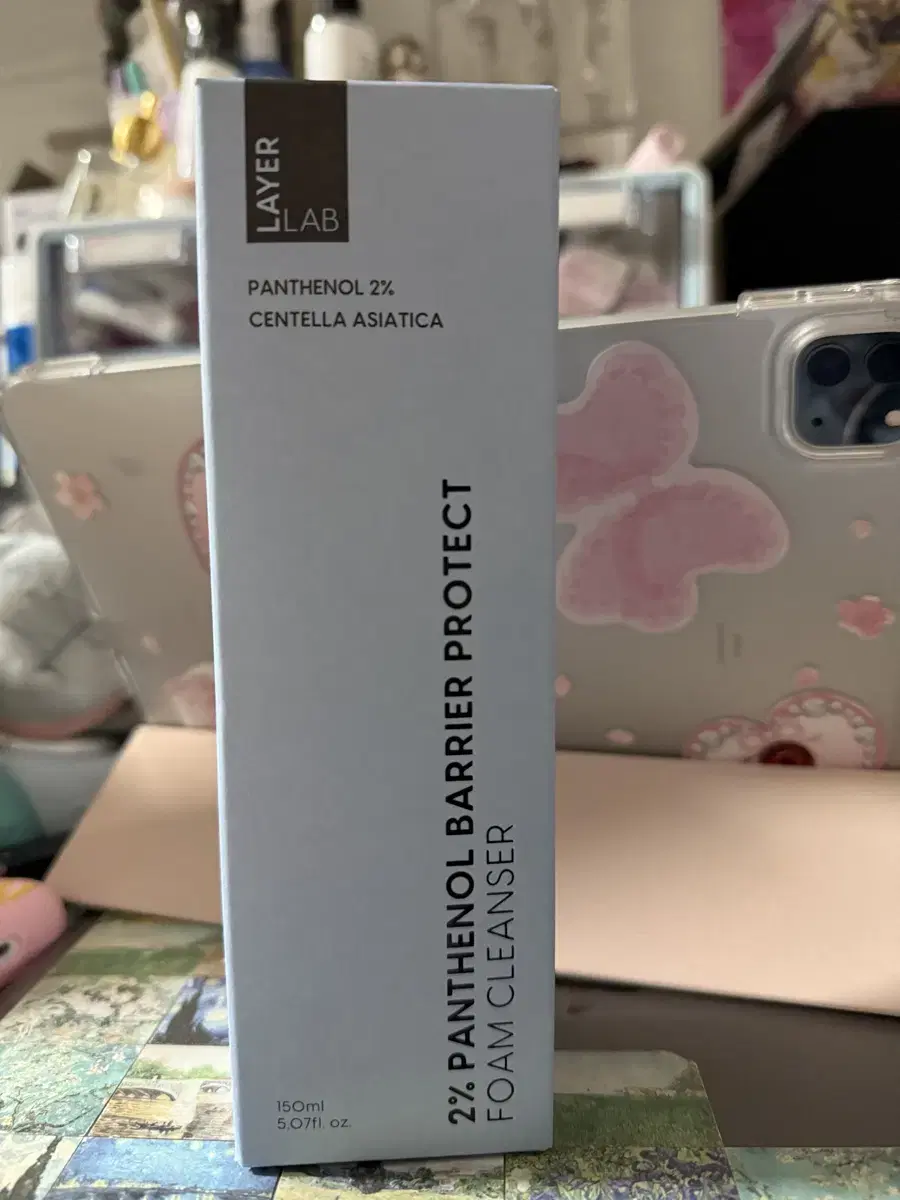 LAYER
LAB
PANTHENOL 2%
CENTELLA ASIATICA
2% PANTHENOL BARRIER PROTECT
FOAM CLEANSER
150ml
5,07fl. oz.